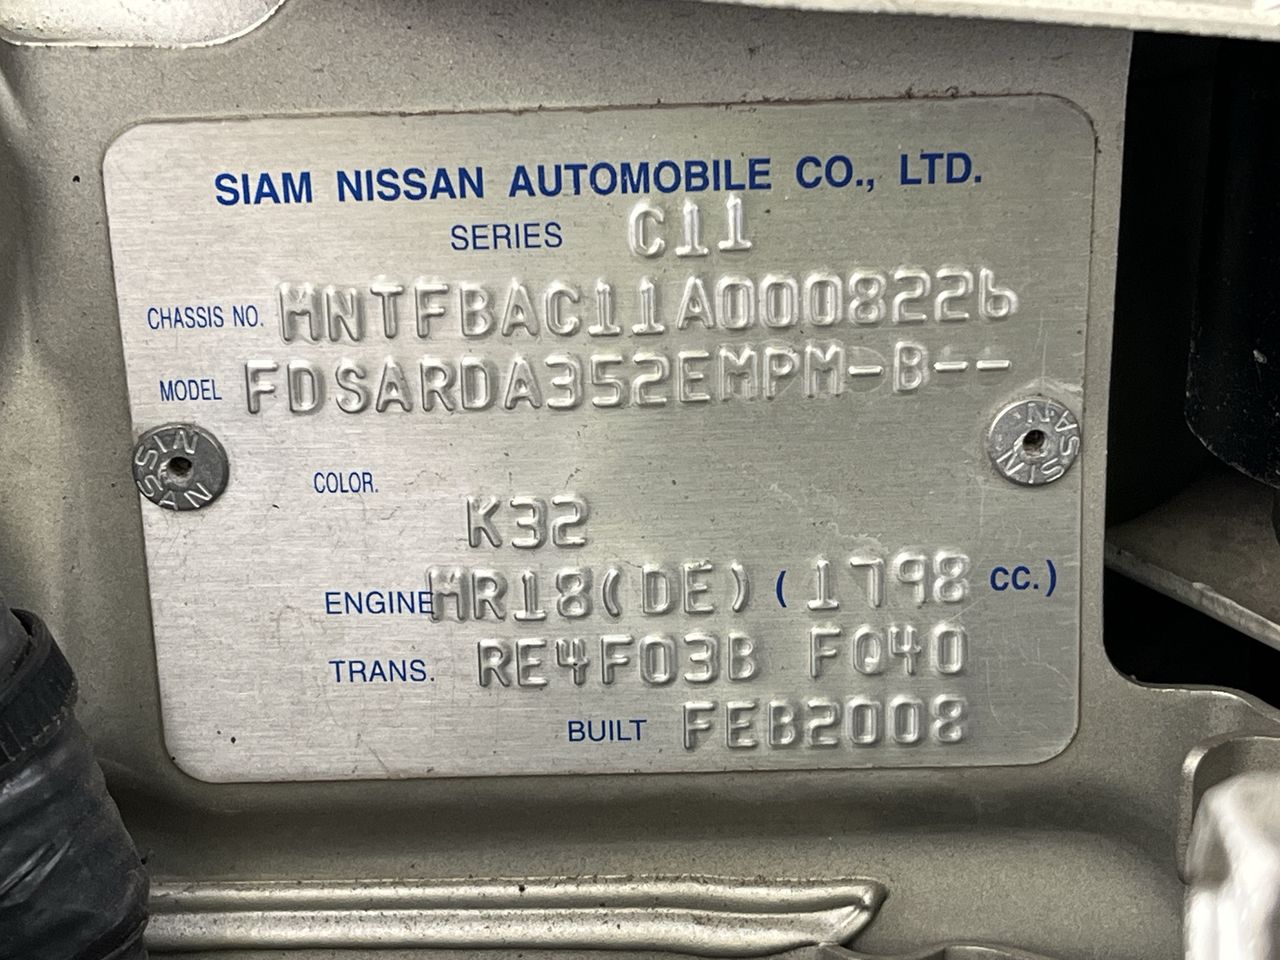 SIAM NISSAN AUTOMOBILE CO., LTD.
SERIES C11
CHASSIS NO. MNTFBAC11A0008226
MODEL FDSARDA352EMPM-B--
NISSAN
NISSAN
COLOR. K32
ENGINE MR18(DE) (1798 CC.)
TRANS. RE4F03B FQ40
BUILT FEB2008